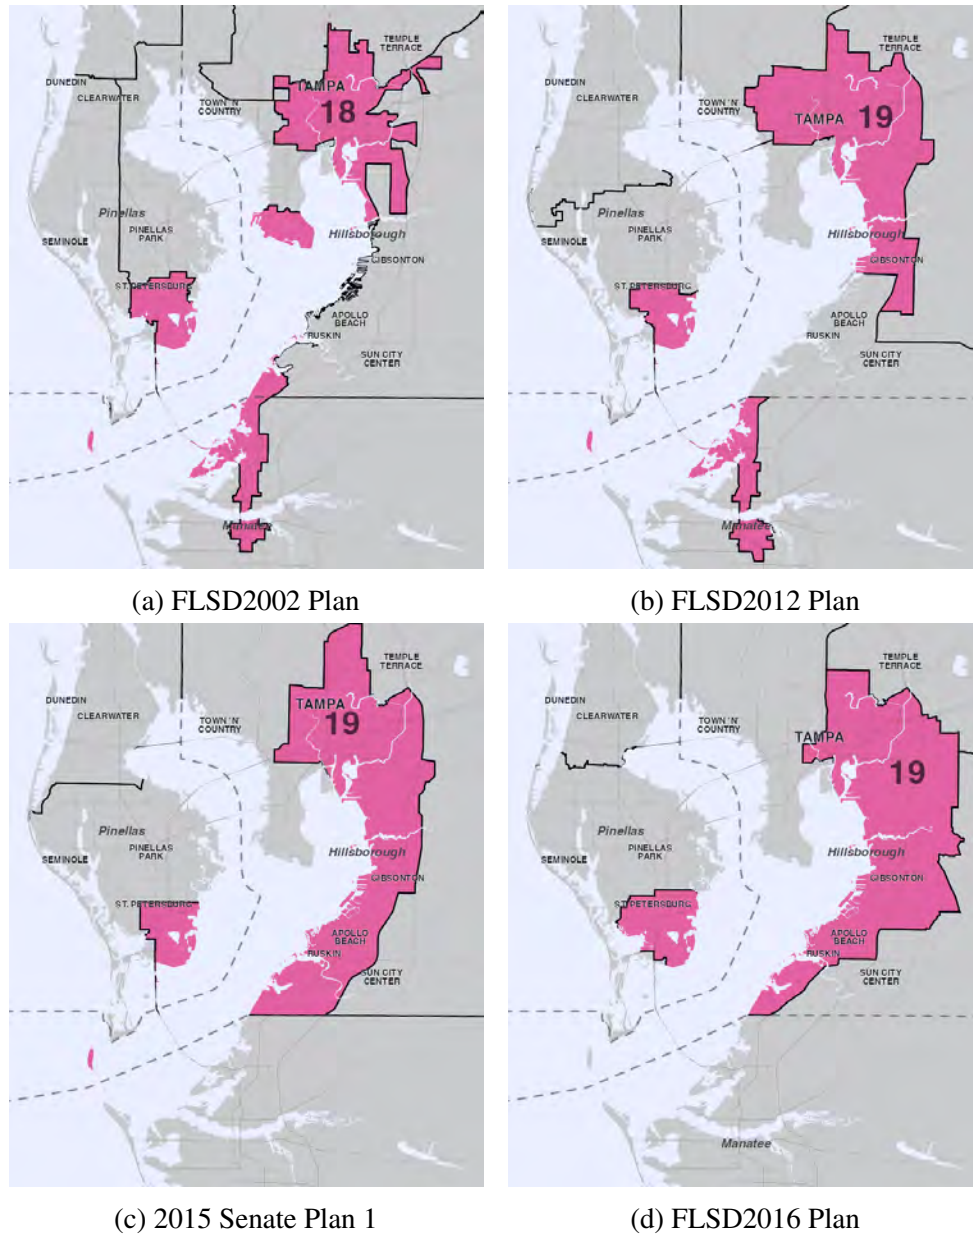 TEMPLE
TERRACE
DUNEDIN
CLEARWATER
TOWN 'N'
COUNTRY
TAMPA
18
Pinellas
PINELLAS
PARK
SEMINOLE
Hillsborough
GIBSONTON
ST. PETERSBURG
APOLLO
BEACH
RUSKIN
SUN CITY
CENTER
Manatee
(a) FLSD2002 Plan
TEMPLE
TERRACE
DUNEDIN
CLEARWATER
TOWN 'N'
COUNTRY
TAMPA
19
Pinellas
PINELLAS
PARK
SEMINOLE
Hillsborough
GIBSONTON
ST. PETERSBURG
APOLLO
BEACH
RUSKIN
SUN CITY
CENTER
Manatee
(b) FLSD2012 Plan
TEMPLE
TERRACE
DUNEDIN
CLEARWATER
TAMPA
19
TOWN 'N'
COUNTRY
Pinellas
PINELLAS
PARK
SEMINOLE
Hillsborough
GIBSONTON
ST. PETERSBURG
APOLLO
BEACH
RUSKIN
SUN CITY
CENTER
(c) 2015 Senate Plan 1
TEMPLE
TERRACE
DUNEDIN
CLEARWATER
TOWN 'N'
COUNTRY
TAMPA
19
Pinellas
PINELLAS
PARK
SEMINOLE
Hillsborough
GIBSONTON
ST. PETERSBURG
APOLLO
BEACH
RUSKIN
SUN CITY
CENTER
Manatee
(d) FLSD2016 Plan